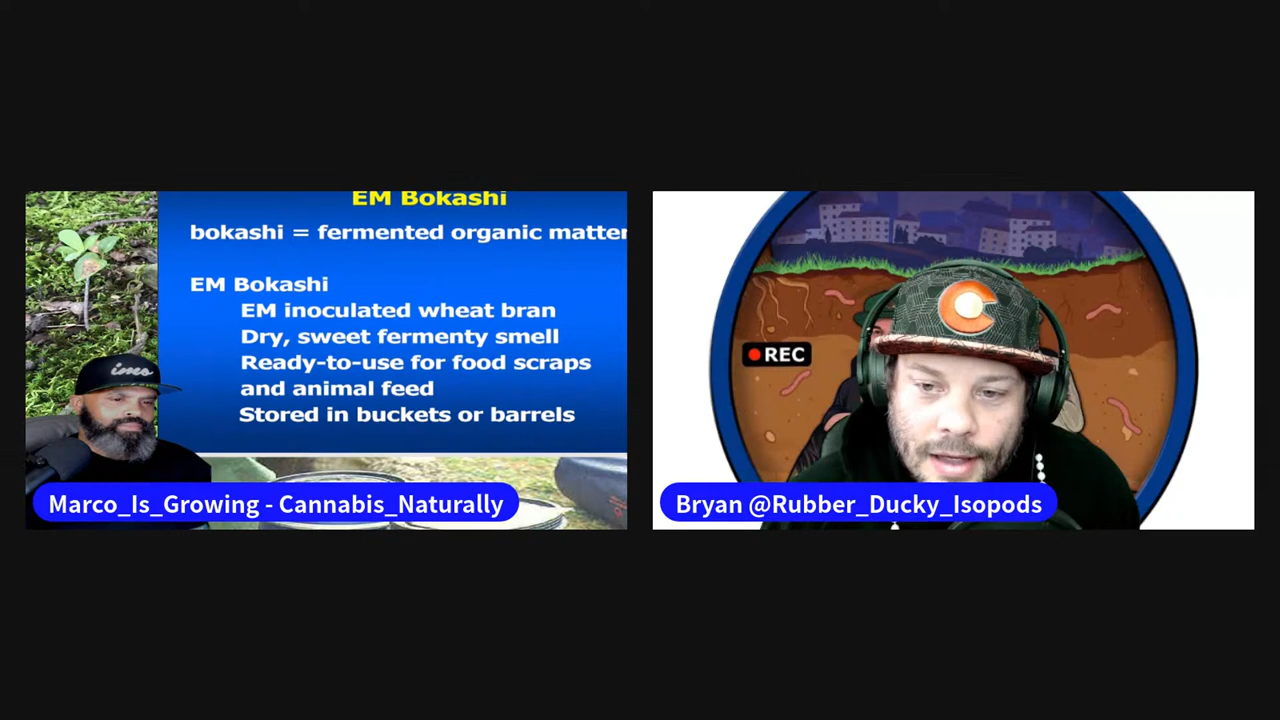 EM Bokashi
bokashi = fermented organic matter
EM Bokashi
EM inoculated wheat bran
Dry, sweet fermenty smell
Ready-to-use for food scraps
and animal feed
Stored in buckets or barrels
imo
Marco_Is_Growing - Cannabis_Naturally
REC
C
Bryan @Rubber_Ducky_Isopods